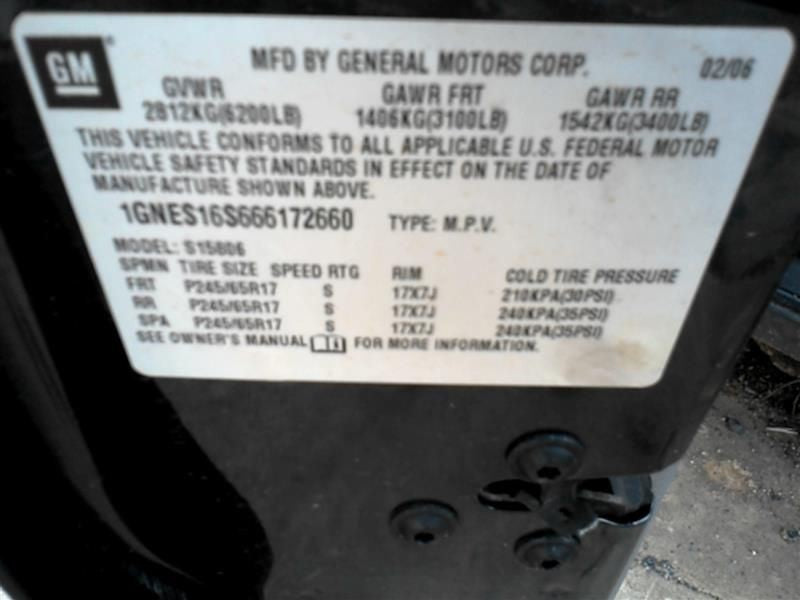 GM
MFD BY GENERAL MOTORS CORP. 02/06
GVWR GAWR FRT GAWR RR
2812KG(6200LB) 1406KG(3100LB) 1542KG(3400LB)
THIS VEHICLE CONFORMS TO ALL APPLICABLE U.S. FEDERAL MOTOR
VEHICLE SAFETY STANDARDS IN EFFECT ON THE DATE OF
MANUFACTURE SHOWN ABOVE.
1GNES16S666172660 TYPE: M.P.V.
MODEL: S15806
SPMN TIRE SIZE SPEED RTG RIM COLD TIRE PRESSURE
FRT P245/65R17 S 17X7J 210KPA(30PSI)
RR P245/65R17 S 17X7J 240KPA(35PSI)
SPA P245/65R17 S 17X7J 240KPA(35PSI)
SEE OWNER'S MANUAL FOR MORE INFORMATION.